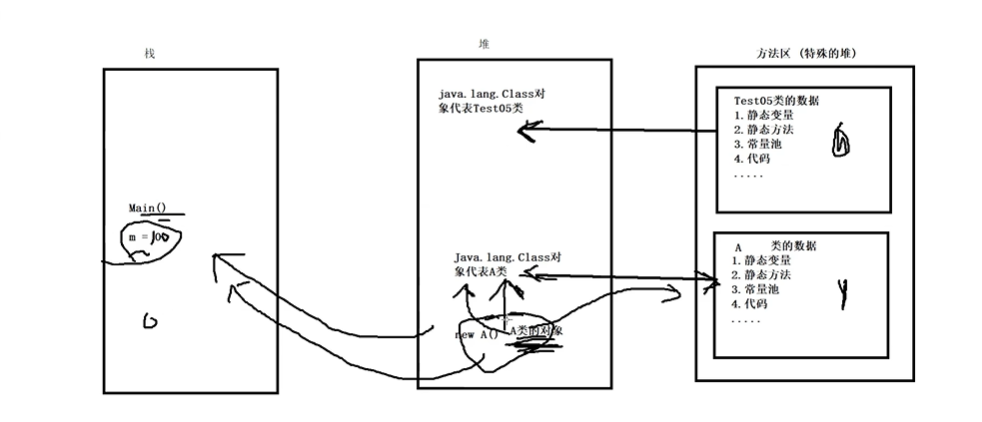 栈
堆
方法区 (特殊的堆)
Main()
m = 100
java.lang.Class对
象代表Test05类
Java.lang.Class对
象代表A类
new A() A类的对象
Test05类的数据
1. 静态变量
2. 静态方法
3. 常量池
4. 代码
.....
A 类的数据
1. 静态变量
2. 静态方法
3. 常量池
4. 代码
.....